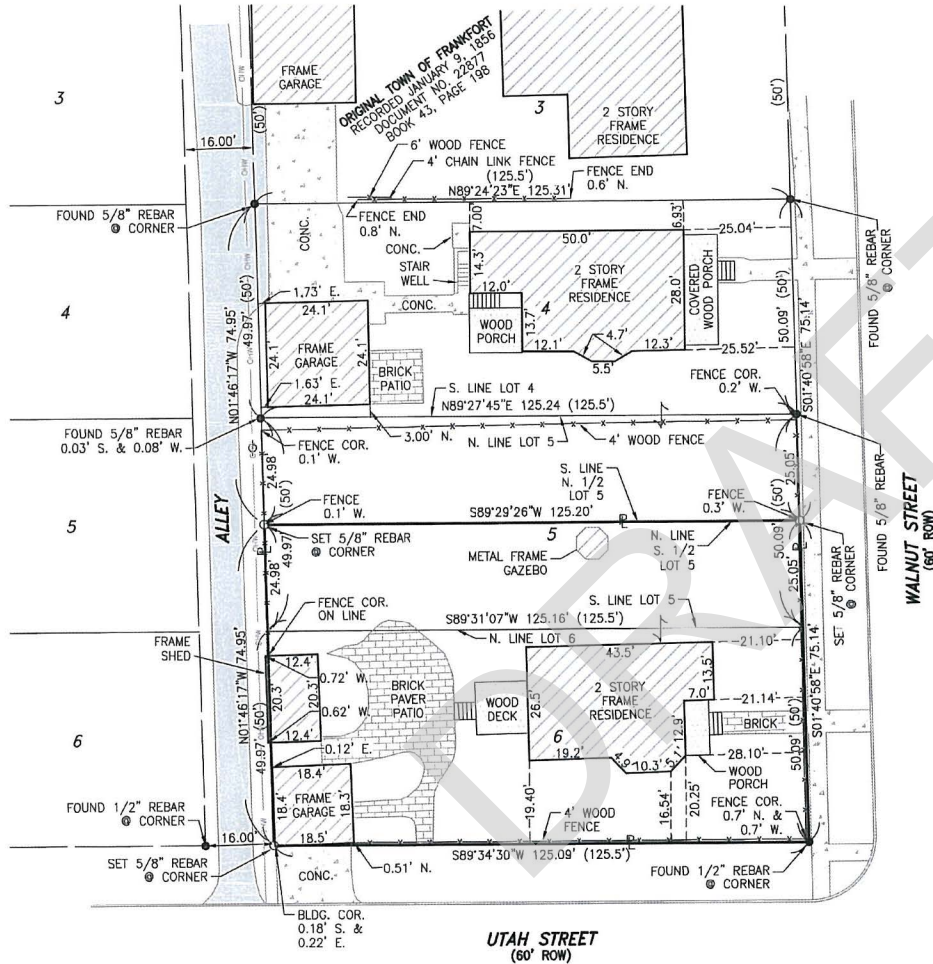 3
16.00'
FRAME
GARAGE
(50')
OHW
ORIGINAL TOWN OF FRANKFORT
RECORDED JANUARY 9, 1856
DOCUMENT NO. 22877
BOOK 43, PAGE 198
3
2 STORY
FRAME
RESIDENCE
(50')
6' WOOD FENCE
4' CHAIN LINK FENCE
(125.5')
N89°24'23"E 125.31'
FENCE END
0.6' N.
FENCE END
0.8' N.
FOUND 5/8" REBAR
@ CORNER
CONC.
CONC.
STAIR
WELL
CONC.
7.00'
6.93'
50.0'
25.04'
14.3'
12.0'
2 STORY
FRAME
RESIDENCE
4
28.0'
COVERED
WOOD PORCH
WOOD
PORCH
13.7'
12.1'
4.7'
5.5'
12.3'
25.52'
50.09' (50')
S01°40'58"E 75.14'
FOUND 5/8" REBAR
@ CORNER
4
N01°46'17"W 74.95'
49.97' (50')
1.73' E.
24.1'
24.1'
FRAME
GARAGE
24.1'
1.63' E.
24.1'
BRICK
PATIO
S. LINE LOT 4
N89°27'45"E 125.24 (125.5')
FENCE COR.
0.2' W.
FOUND 5/8" REBAR
0.03' S. & 0.08' W.
FENCE COR.
0.1' W.
3.00' N.
N. LINE LOT 5
4' WOOD FENCE
24.98'
(50')
S. LINE
N. 1/2
LOT 5
25.05'
FOUND 5/8" REBAR
WALNUT STREET
(60' ROW)
ALLEY
FENCE
0.1' W.
FENCE
0.3' W.
S89°29'26"W 125.20'
5
5
SET 5/8" REBAR
@ CORNER
49.97'
24.98'
METAL FRAME
GAZEBO
N. LINE
S. 1/2
LOT 5
50.09'
(50')
25.05'
SET 5/8" REBAR
@ CORNER
FENCE COR.
ON LINE
S89°31'07"W 125.16' (125.5')
S. LINE LOT 5
N. LINE LOT 6
FRAME
SHED
N01°46'17"W 74.95'
49.97' (50')
12.4'
0.72' W.
20.3'
20.3'
0.62' W.
12.4'
0.12' E.
BRICK
PAVER
PATIO
WOOD
DECK
43.5'
21.10'
26.5'
2 STORY
FRAME
RESIDENCE
13.5'
7.0'
21.14'
12.9'
BRICK
6
19.2'
4.9'
10.3'
5.7'
28.10'
WOOD
PORCH
S01°40'58"E 75.14'
50.09' (50')
6
18.4'
18.4'
FRAME
GARAGE
18.3'
18.5'
19.40'
16.54'
20.25'
4' WOOD
FENCE
FENCE COR.
0.7' N. &
0.7' W.
FOUND 1/2" REBAR
@ CORNER
16.00'
SET 5/8" REBAR
@ CORNER
0.51' N.
S89°34'30"W 125.09' (125.5')
CONC.
FOUND 1/2" REBAR
@ CORNER
BLDG. COR.
0.18' S. &
0.22' E.
UTAH STREET
(60' ROW)
DRAFT